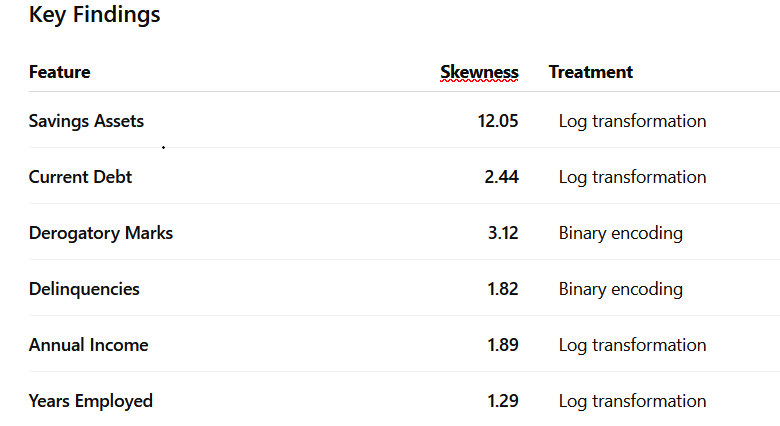 Key Findings
Feature Skewness Treatment
Savings Assets 12.05 Log transformation
Current Debt 2.44 Log transformation
Derogatory Marks 3.12 Binary encoding
Delinquencies 1.82 Binary encoding
Annual Income 1.89 Log transformation
Years Employed 1.29 Log transformation